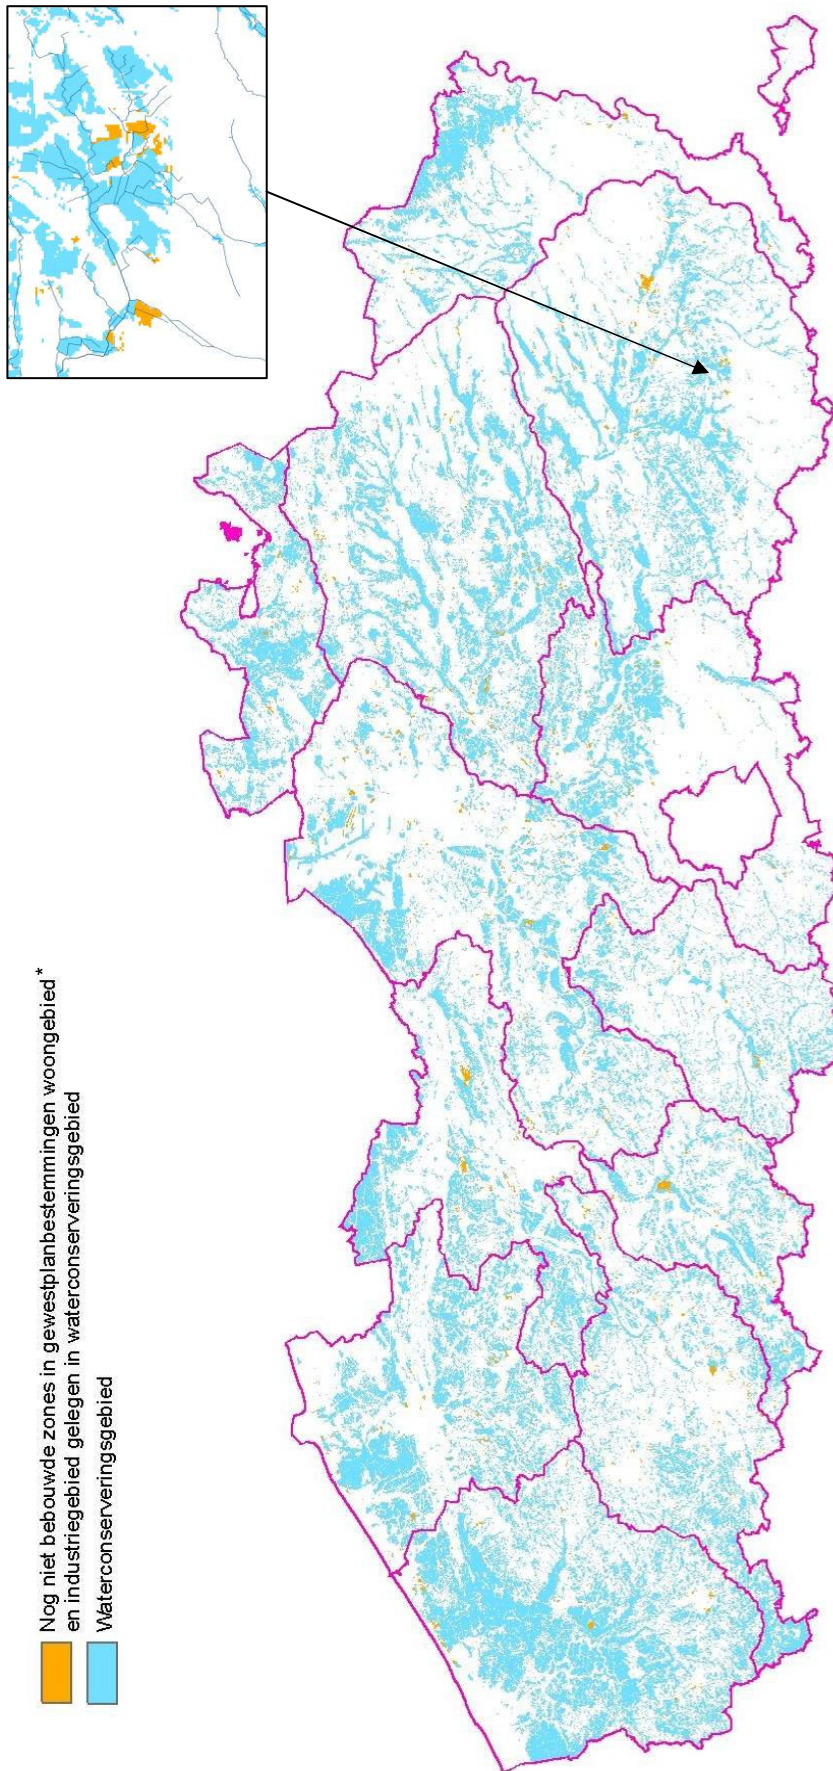 Nog niet bebouwde zones in gewestplanbestemmingen woongebied *
en industriegebied gelegen in waterconserveringsgebied
Waterconserveringsgebied